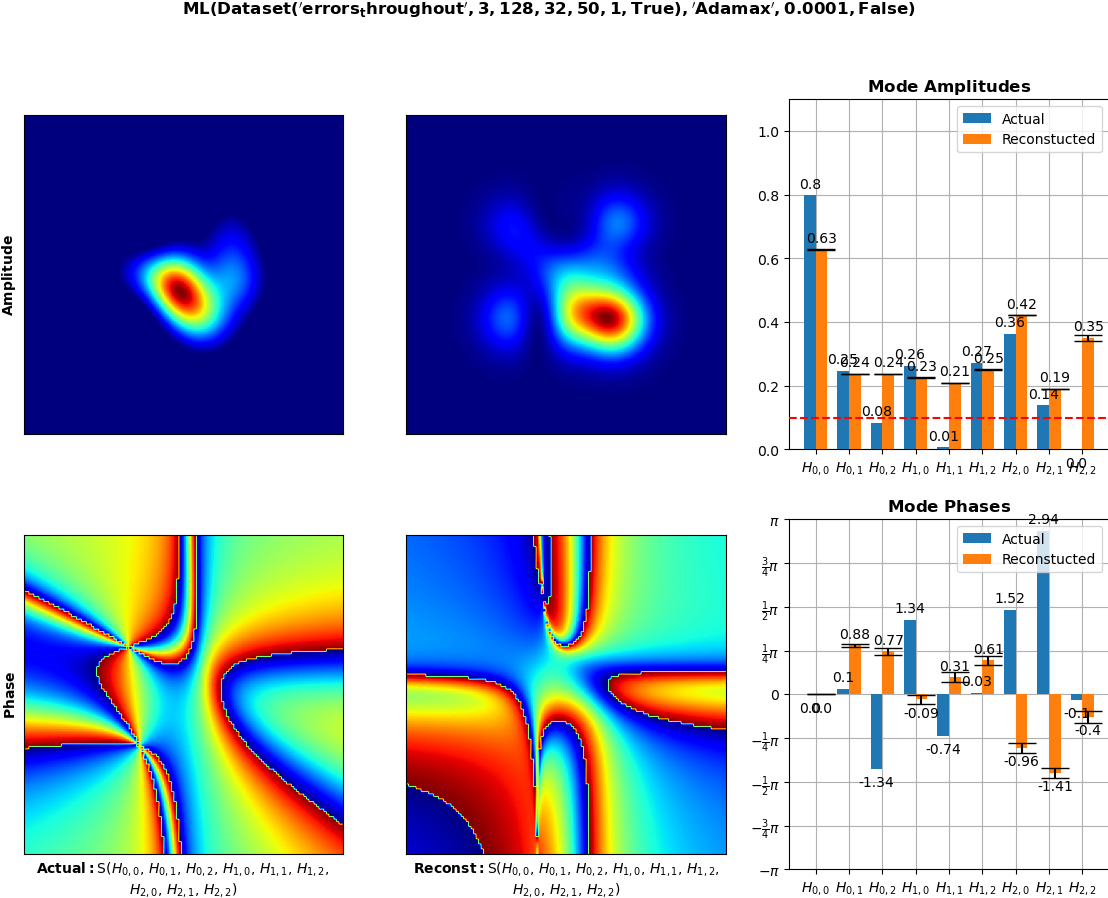 ML(Dataset('errors_throughout', 3, 128, 32, 50, 1, True), 'Adamax', 0.0001, False)
Amplitude
Mode Amplitudes
Actual
Reconstucted
1.0
0.8
0.6
0.4
0.2
0.0
0.8
0.63
0.25
0.24
0.08
0.24
0.26
0.23
0.01
0.21
0.27
0.25
0.36
0.42
0.14
0.19
0.0
0.35
H0,0 H0,1 H0,2 H1,0 H1,1 H1,2 H2,0 H2,1 H2,2
Phase
Mode Phases
Actual
Reconstucted
π
3/4π
1/2π
1/4π
0
−1/4π
−1/2π
−3/4π
−π
0.0
0.0
0.1
0.88
-1.34
0.77
1.34
-0.09
-0.74
0.31
0.03
0.61
1.52
-0.96
2.94
-1.41
-0.1
-0.4
H0,0 H0,1 H0,2 H1,0 H1,1 H1,2 H2,0 H2,1 H2,2
Actual: S(H0,0, H0,1, H0,2, H1,0, H1,1, H1,2,
H2,0, H2,1, H2,2)
Reconst: S(H0,0, H0,1, H0,2, H1,0, H1,1, H1,2,
H2,0, H2,1, H2,2)